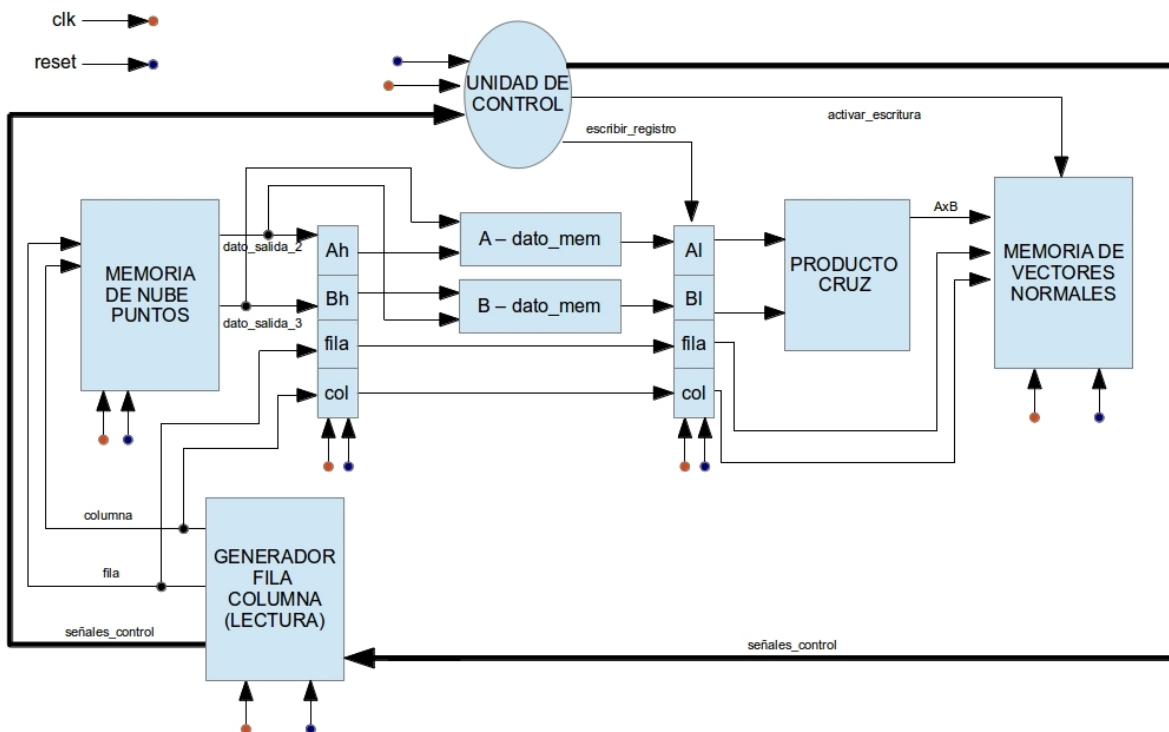 clk
reset
UNIDAD DE
CONTROL
activar_escritura
escribir_registro
MEMORIA
DE NUBE
PUNTOS
dato_salida_2
dato_salida_3
Ah
Bh
fila
col
A – dato_mem
B – dato_mem
Al
Bl
fila
col
PRODUCTO
CRUZ
AxB
MEMORIA DE
VECTORES
NORMALES
columna
fila
señales_control
GENERADOR
FILA
COLUMNA
(LECTURA)
señales_control